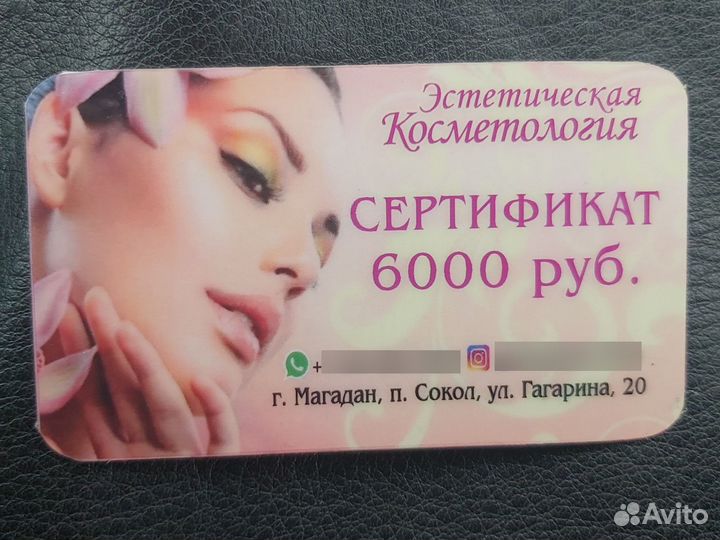 Эстетическая
Косметология
СЕРТИФИКАТ
6000 руб.
+
г. Магадан, п. Сокол, ул. Гагарина, 20
Avito